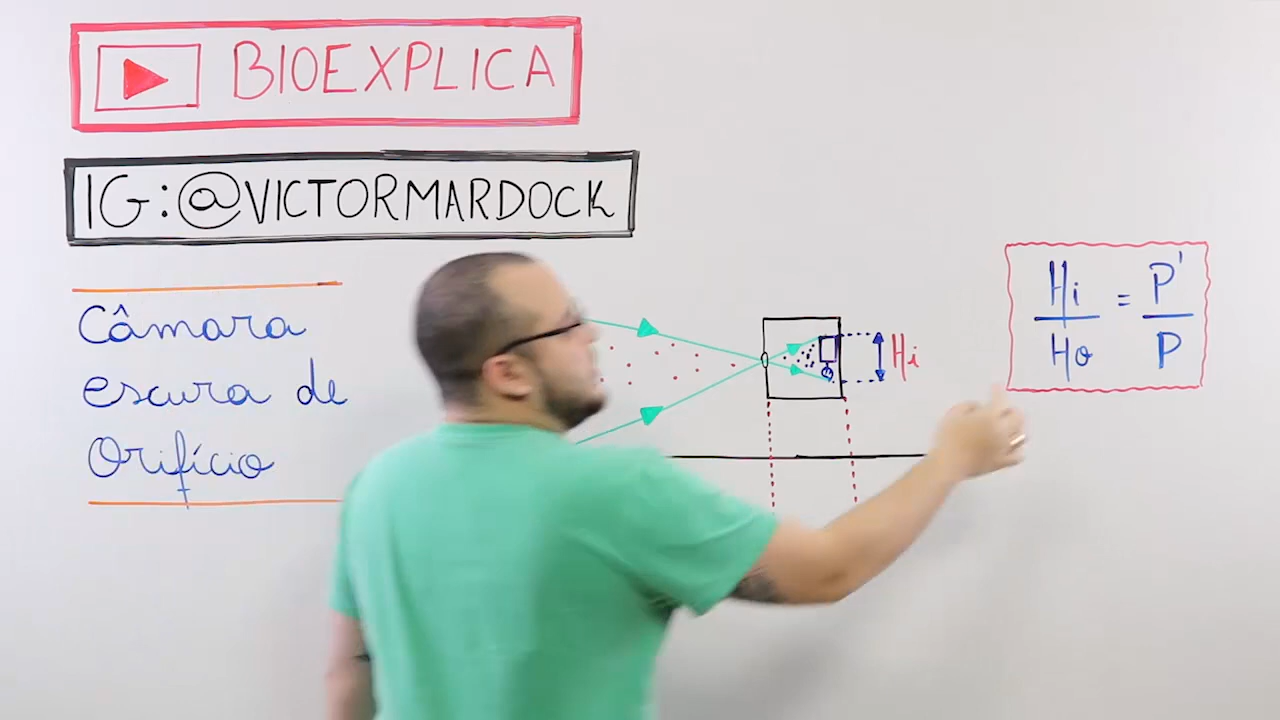 BIOEXPLICA
IG:@VICTORMARDOCK
Câmara
escura de
Orifício
Hi
Hi = P'
Ho P